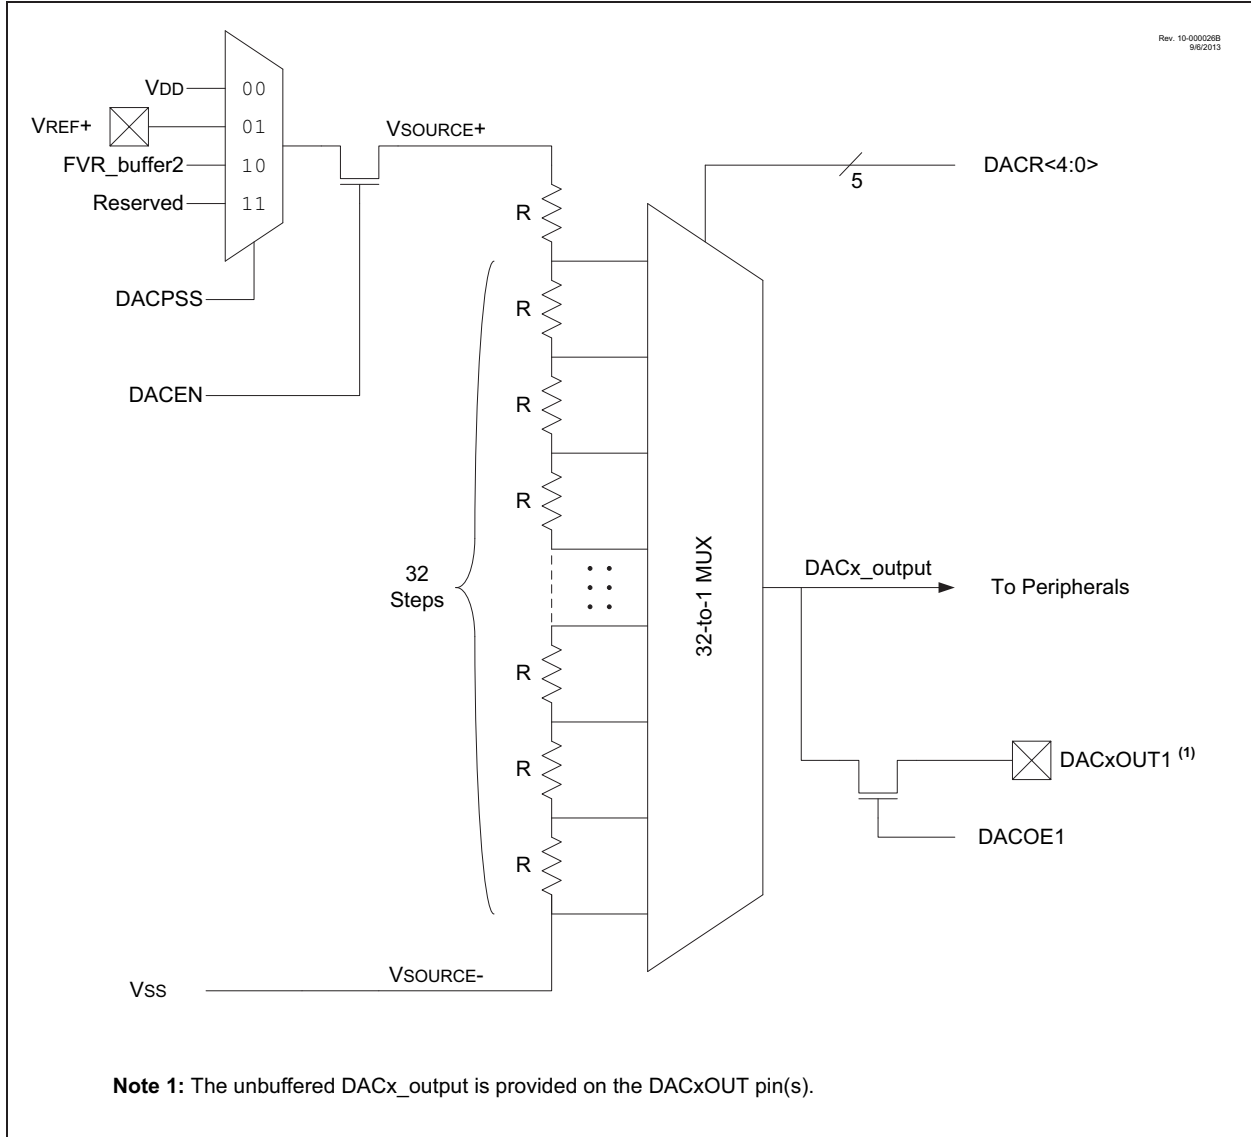 Rev. 10-000026B
9/6/2013
VDD
00
VREF+
01
FVR_buffer2
10
Reserved
11
DACPSS
DACEN
VSOURCE+
DACR<4:0>
5
R
R
R
R
32
Steps
R
R
R
32-to-1 MUX
DACx_output
To Peripherals
DACxOUT1 (1)
DACOE1
VSOURCE-
VSS
Note 1: The unbuffered DACx_output is provided on the DACxOUT pin(s).